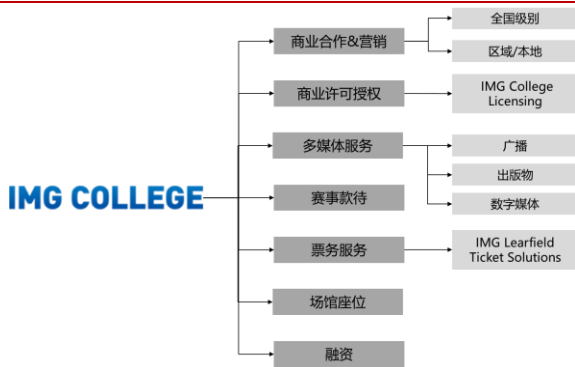 IMG COLLEGE
商业合作&营销
全国级别
区域/本地
商业许可授权
IMG College
Licensing
多媒体服务
广播
出版物
数字媒体
赛事款待
票务服务
IMG Learfield
Ticket Solutions
场馆座位
融资